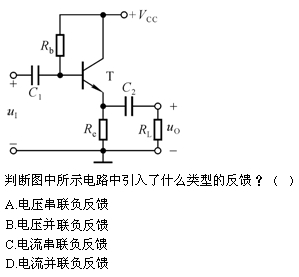 +VCC
Rb
T
C1
C2
+
+
uI
Re
RL
uO
−
−
判断图中所示电路中引入了什么类型的反馈？（ ）
A.电压串联负反馈
B.电压并联负反馈
C.电流串联负反馈
D.电流并联负反馈